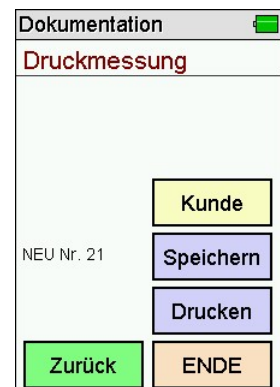 Dokumentation
Druckmessung
Kunde
NEU Nr. 21
Speichern
Drucken
Zurück
ENDE